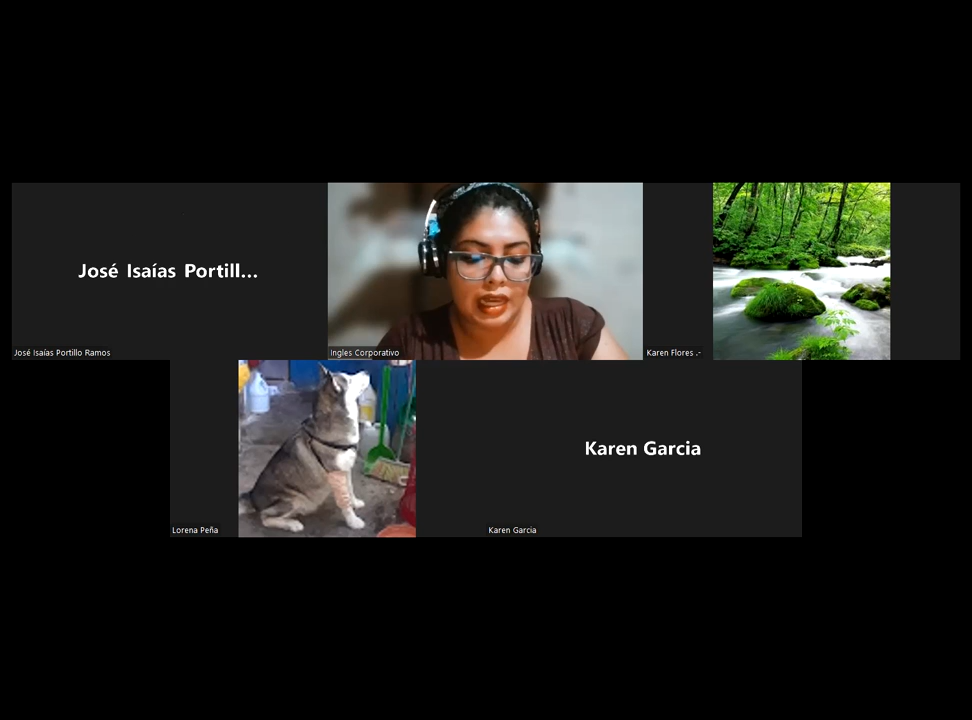 José Isaías Portill...
José Isaías Portillo Ramos
Ingles Corporativo
Karen Flores .-
Karen Garcia
Lorena Peña
Karen Garcia